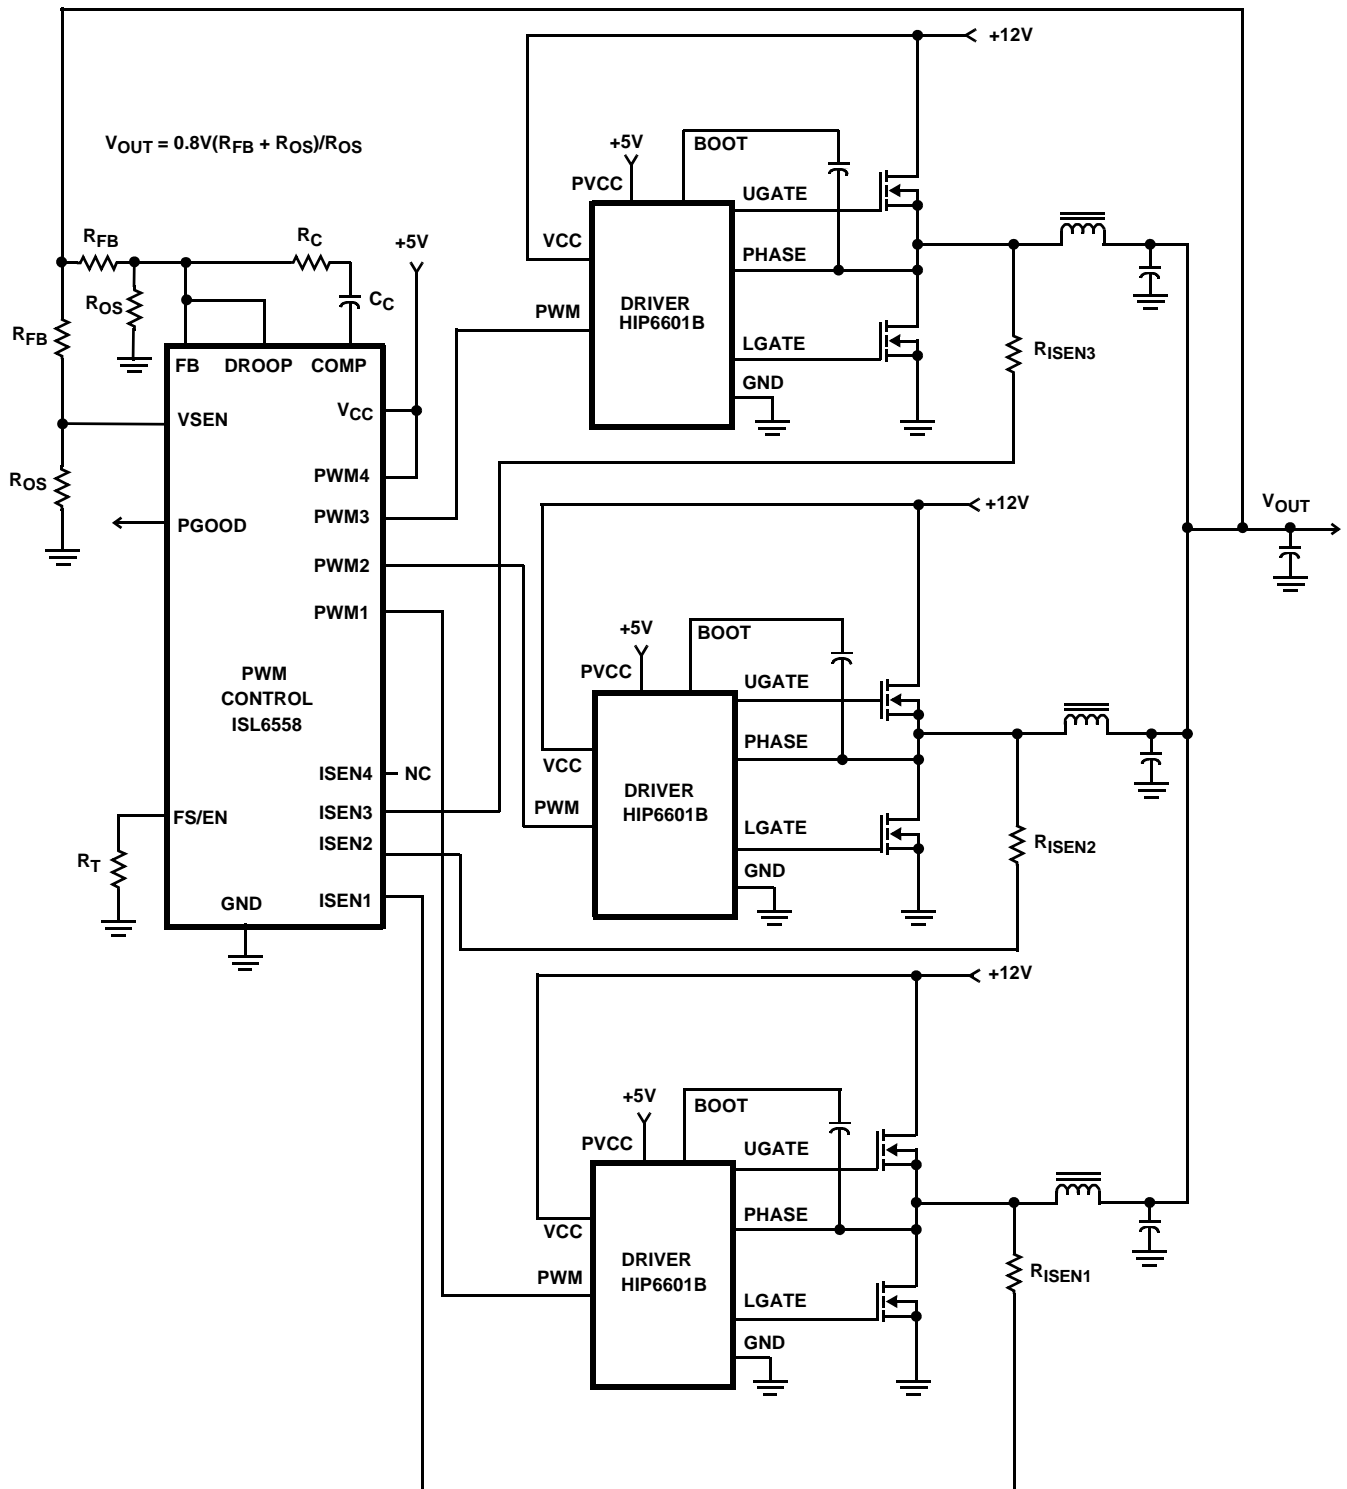 +12V
VOUT = 0.8V(RFB + ROS)/ROS
+5V
BOOT
PVCC
UGATE
RFB
RC
+5V
VCC
PHASE
ROS
CC
DRIVER
HIP6601B
PWM
RFB
LGATE
RISEN3
FB
DROOP
COMP
GND
VSEN
VCC
ROS
PWM4
PGOOD
PWM3
+12V
VOUT
PWM2
PWM1
+5V
BOOT
PWM
CONTROL
ISL6558
PVCC
UGATE
PHASE
VCC
ISEN4
NC
DRIVER
HIP6601B
PWM
FS/EN
ISEN3
LGATE
ISEN2
RISEN2
RT
GND
GND
ISEN1
+12V
+5V
BOOT
PVCC
UGATE
PHASE
VCC
DRIVER
HIP6601B
PWM
RISEN1
LGATE
GND